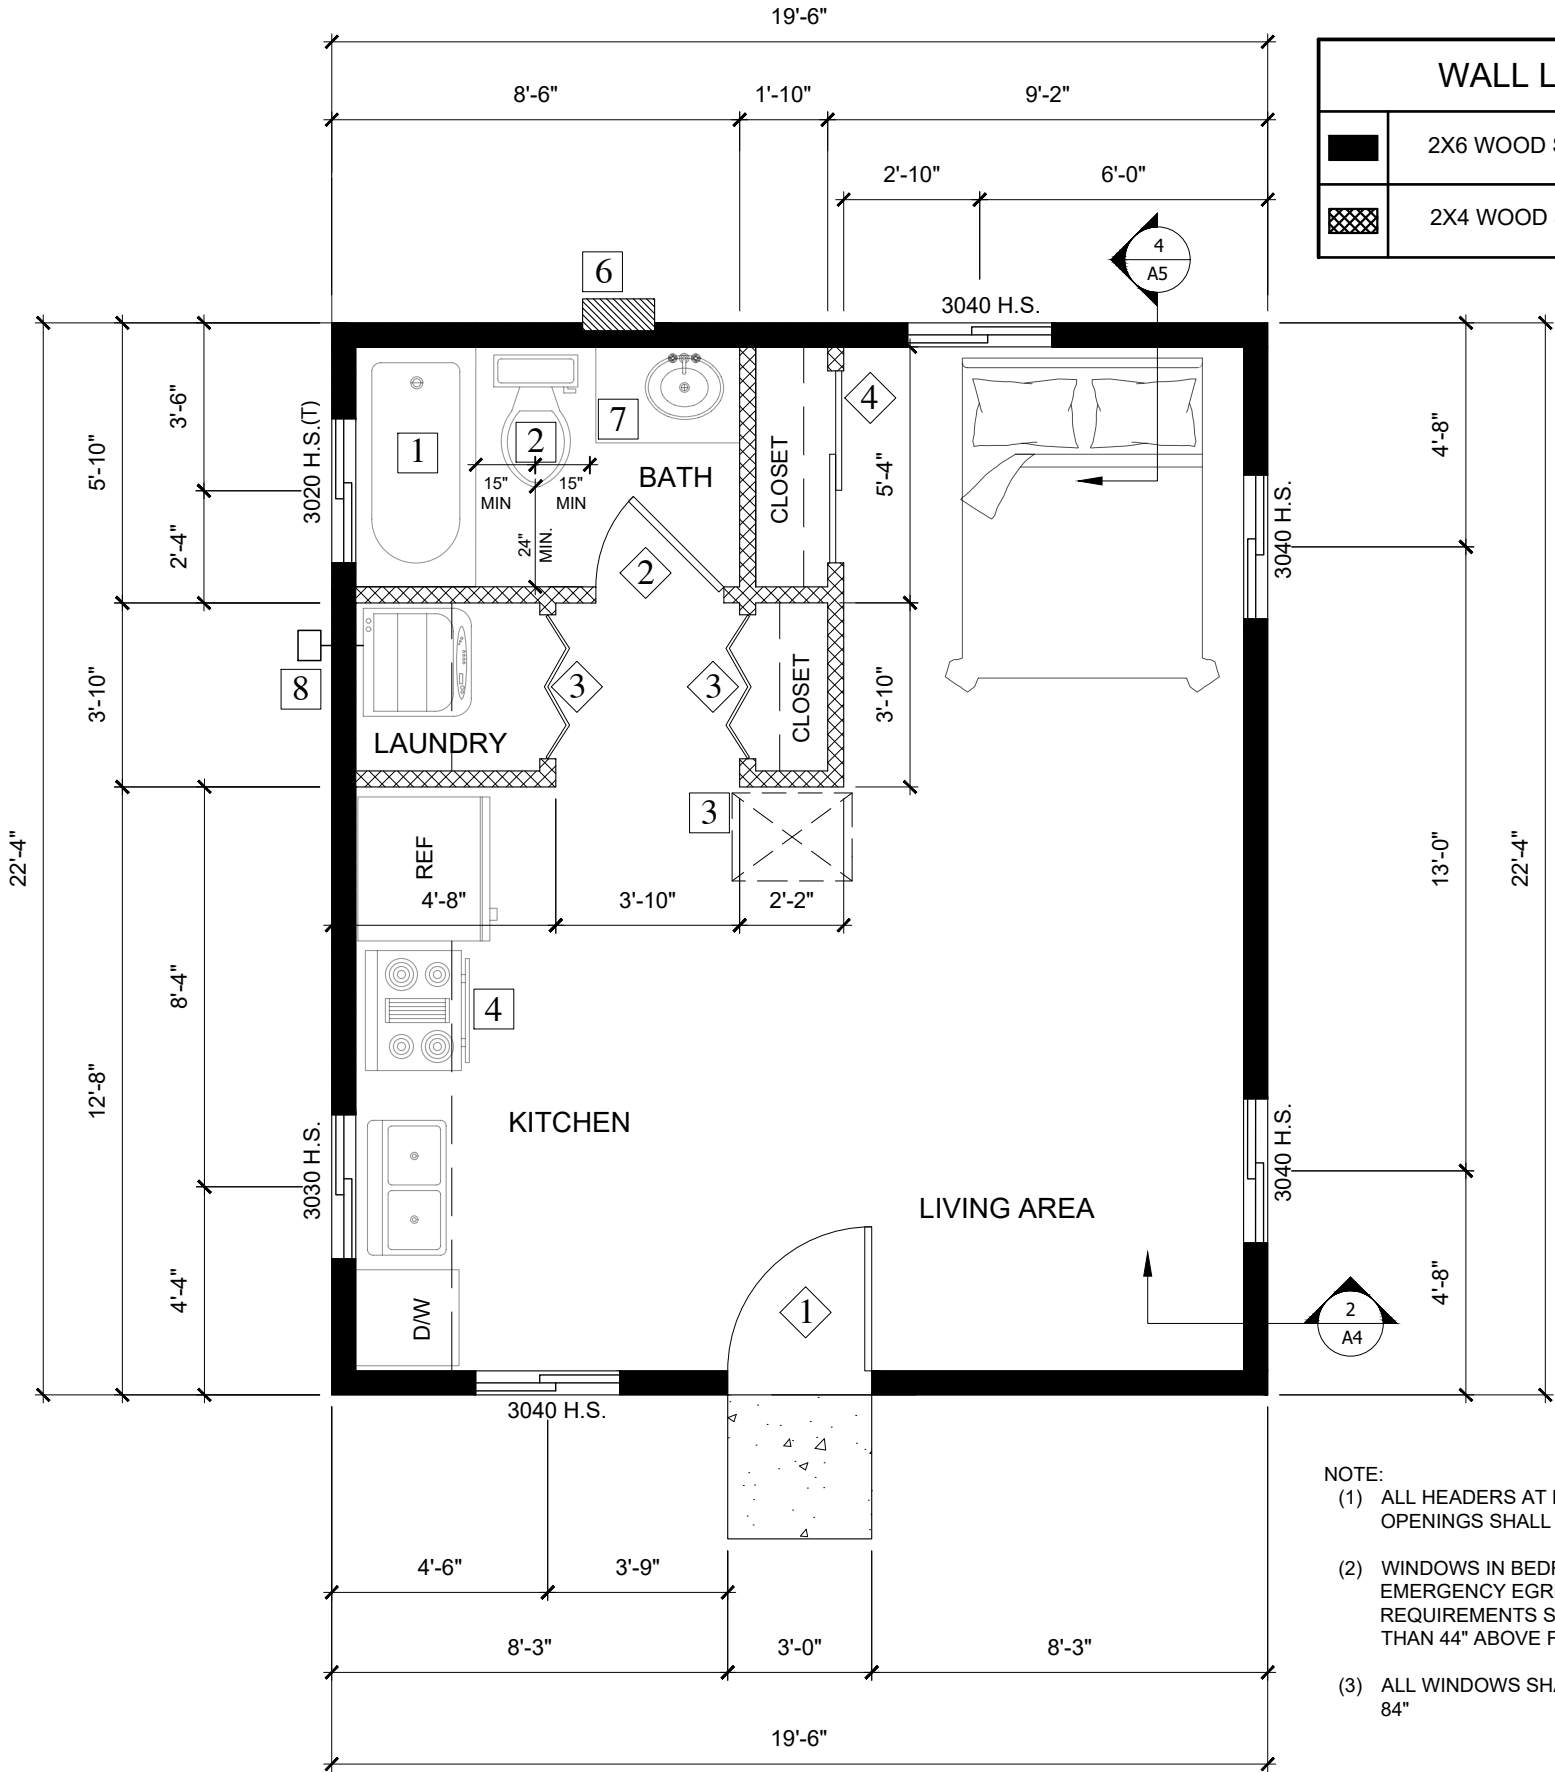 19'-6"
8'-6" 1'-10" 9'-2"
2'-10" 6'-0"
WALL L
2X6 WOOD
2X4 WOOD
4
A5
6
3040 H.S.
3'-6"
5'-10"
2'-4"
3020 H.S.(T)
1
2
7
15"
MIN
15"
MIN
24"
MIN.
BATH
2
CLOSET
4
5'-4"
4'-8"
3040 H.S.
3'-10"
8
LAUNDRY
3
3
CLOSET
3'-10"
22'-4"
REF
3
4'-8" 3'-10" 2'-2"
13'-0"
22'-4"
8'-4"
4
12'-8"
KITCHEN
3030 H.S.
LIVING AREA
3040 H.S.
4'-4"
D/W
1
4'-8"
2
A4
3040 H.S.
4'-6" 3'-9"
8'-3" 3'-0" 8'-3"
19'-6"
NOTE:
(1) ALL HEADERS AT
OPENINGS SHALL
(2) WINDOWS IN BED
EMERGENCY EGR
REQUIREMENTS S
THAN 44" ABOVE F
(3) ALL WINDOWS SHA
84"